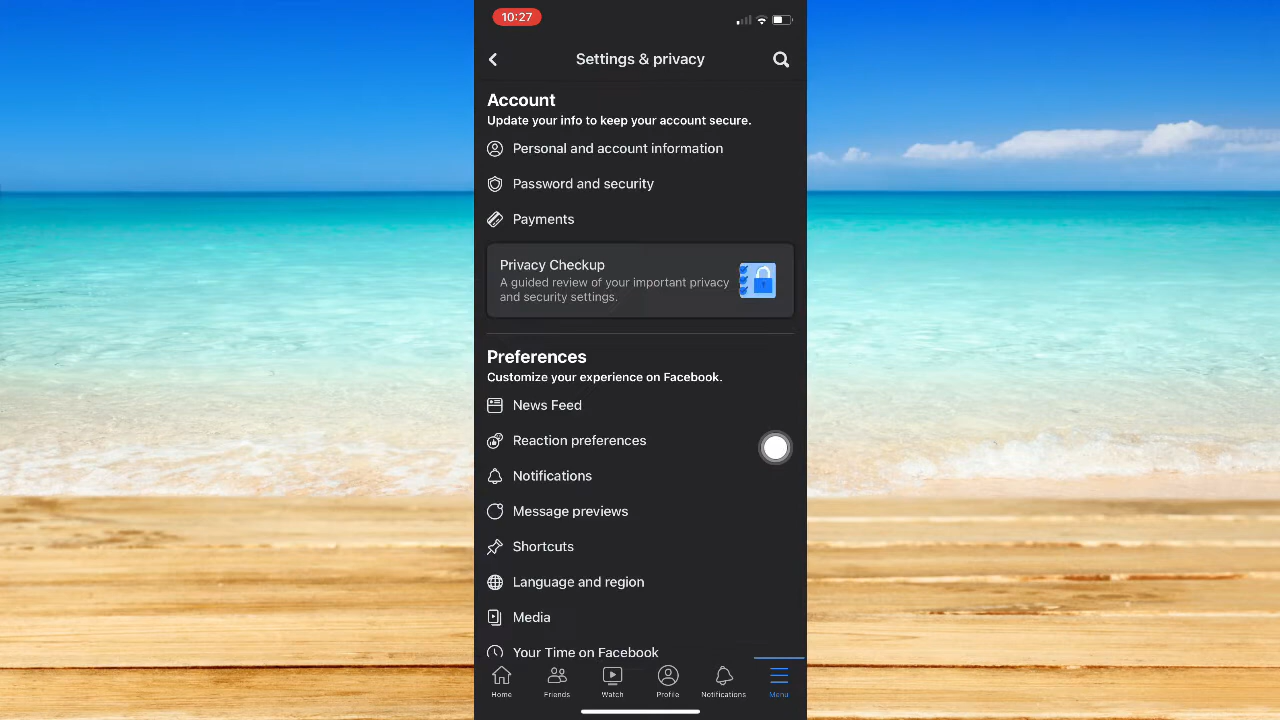 10:27
Settings & privacy
Account
Update your info to keep your account secure.
Personal and account information
Password and security
Payments
Privacy Checkup
A guided review of your important privacy
and security settings.
Preferences
Customize your experience on Facebook.
News Feed
Reaction preferences
Notifications
Message previews
Shortcuts
Language and region
Media
Your Time on Facebook
Home Friends Watch Profile Notifications Menu